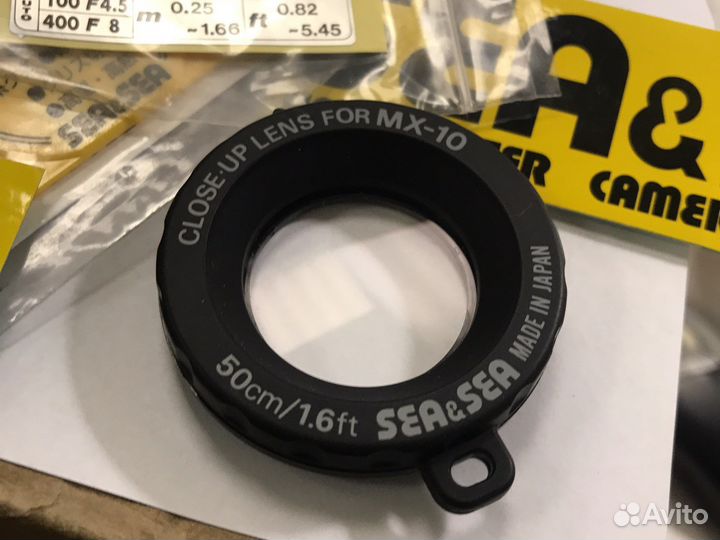 100 F4.5 m 0.25 ft 0.82
400 F 8 ~1.66 ~5.45
SEA&SEA
SEA &
CAMER
CLOSE-UP LENS FOR MX-10
50cm/1.6ft SEA&SEA MADE IN JAPAN
Avito